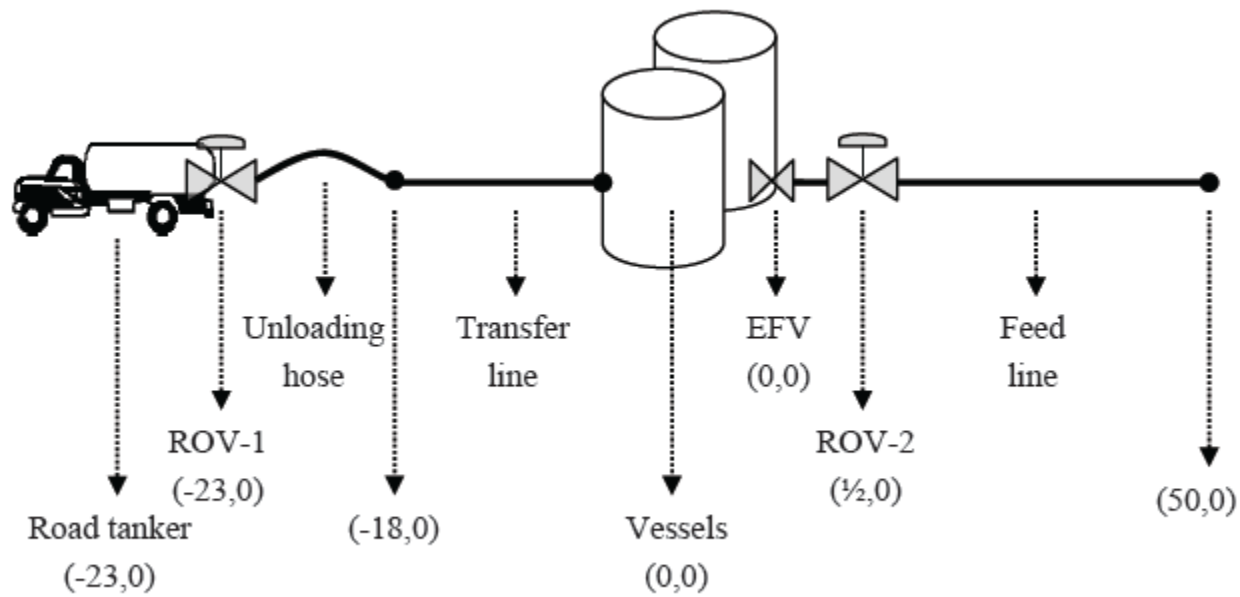 Unloading
hose
Transfer
line
EFV
(0,0)
Feed
line
ROV-1
(-23,0)
ROV-2
(½,0)
Road tanker
(-23,0)
(-18,0)
Vessels
(0,0)
(50,0)